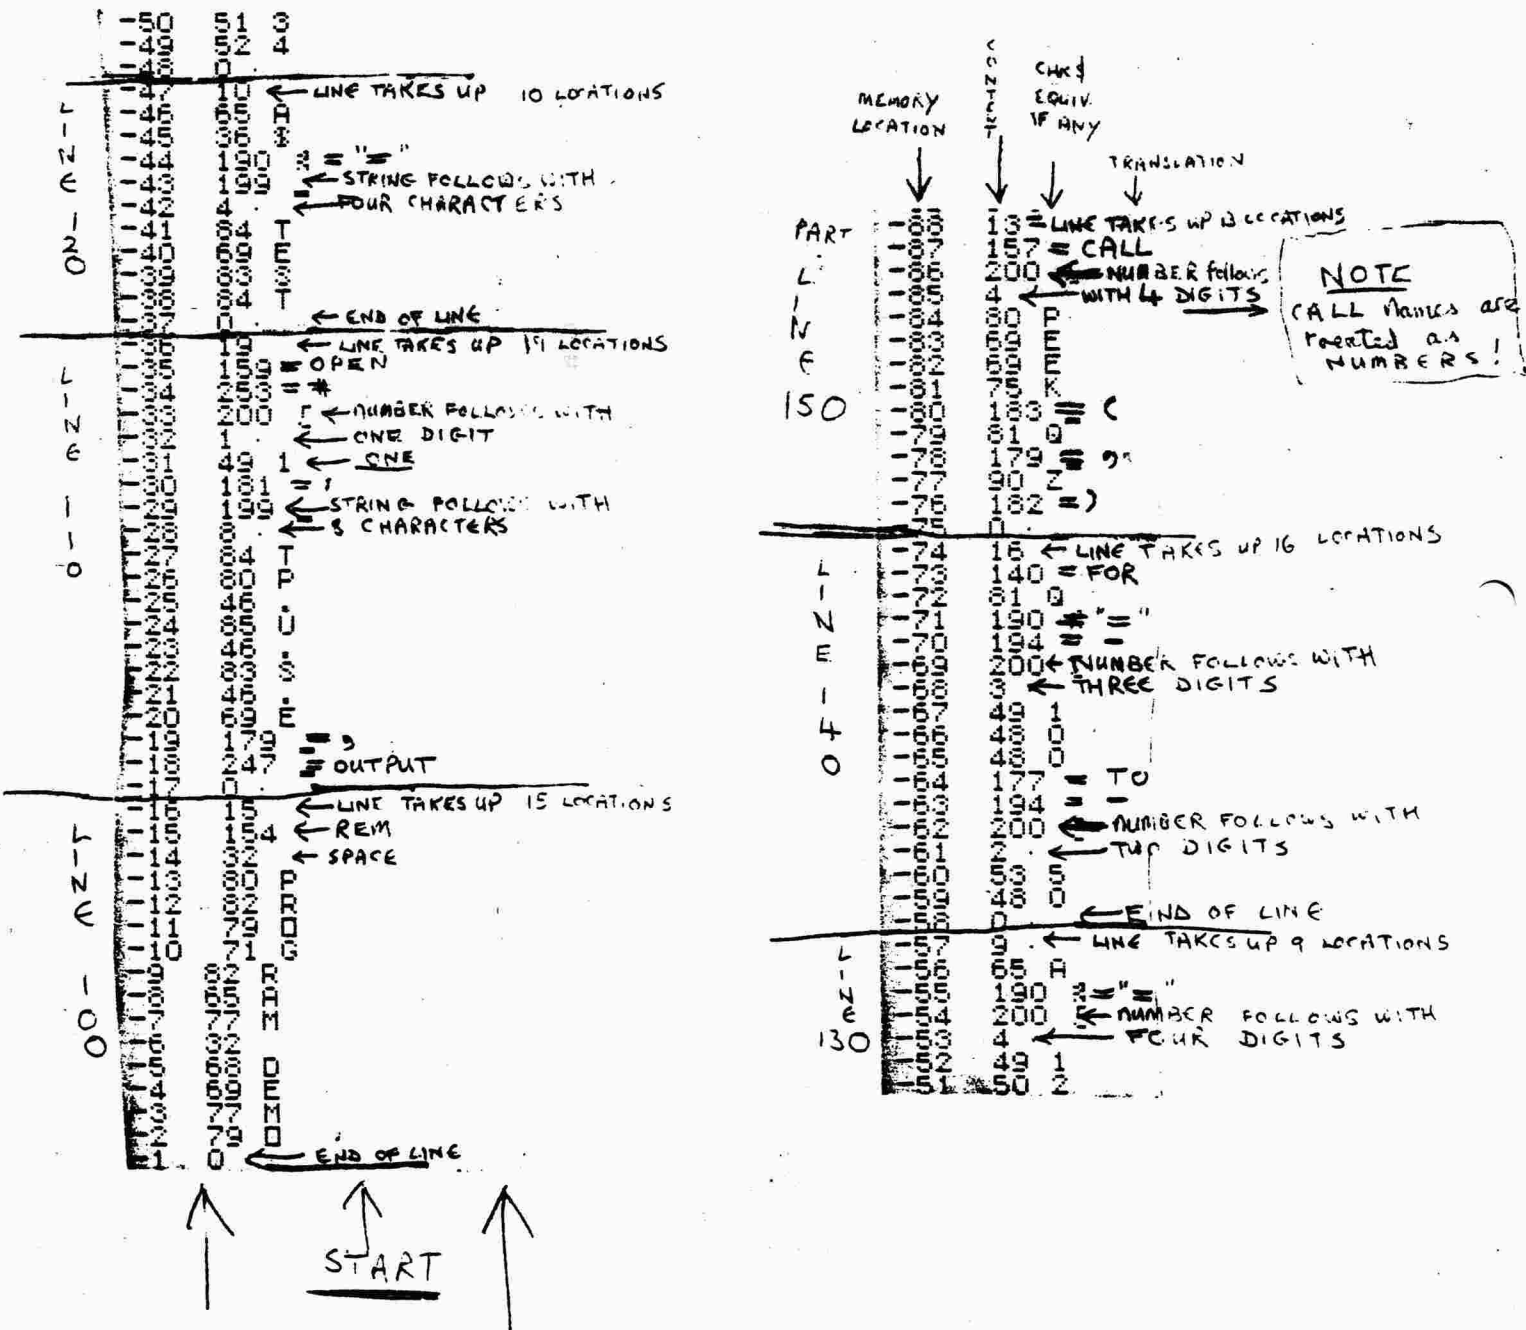 -50 51 3
-49 52 4
-48 0
-47 10 ← LINE TAKES UP 10 LOCATIONS
-46 65 A
-45 36 $
-44 190 = "="
-43 199 ← STRING FOLLOWS WITH
-42 4 ← FOUR CHARACTERS
-41 84 T
-40 69 E
-39 83 S
-38 84 T
-37 0 ← END OF LINE
LINE 120
-36 19 ← LINE TAKES UP 19 LOCATIONS
-35 159 = OPEN
-34 253 = #
-33 200 ← NUMBER FOLLOWS WITH
-32 1 ← ONE DIGIT
-31 49 1 ← ONE
-30 181 = ;
-29 199 ← STRING FOLLOWS WITH
-28 8 ← 8 CHARACTERS
-27 84 T
-26 80 P
-25 46 .
-24 85 U
-23 46 .
-22 83 S
-21 46 .
-20 69 E
-19 179 = ,
-18 247 = OUTPUT
-17 0
LINE 110
-16 15 ← LINE TAKES UP 15 LOCATIONS
-15 154 ← REM
-14 32 ← SPACE
-13 80 P
-12 82 R
-11 79 O
-10 71 G
-9 82 R
-8 65 A
-7 77 M
-6 32
-5 68 D
-4 69 E
-3 77 M
-2 79 O
-1 0 ← END OF LINE
LINE 100
START
MEMORY LOCATION
CONTENT
CHR$
EQUIV.
IF ANY
TRANSLATION
-88 13 = LINE TAKES UP 13 LOCATIONS
-87 157 = CALL
-86 200 ← NUMBER follows
-85 4 ← WITH 4 DIGITS →
-84 80 P
-83 69 E
-82 69 E
-81 75 K
-80 183 = (
-79 81 Q
-78 179 = ,
-77 90 Z
-76 182 = )
-75 0
PART LINE 150
NOTE
CALL Names are
treated as
NUMBERS!
-74 16 ← LINE TAKES UP 16 LOCATIONS
-73 140 = FOR
-72 81 Q
-71 190 "="
-70 194 = -
-69 200 ← NUMBER FOLLOWS WITH
-68 3 ← THREE DIGITS
-67 49 1
-66 48 0
-65 48 0
-64 177 = TO
-63 194 = -
-62 200 ← NUMBER FOLLOWS WITH
-61 2 ← TWO DIGITS
-60 53 5
-59 48 0
-58 0 ← END OF LINE
LINE 140
-57 9 ← LINE TAKES UP 9 LOCATIONS
-56 65 A
-55 190 = "="
-54 200 ← NUMBER FOLLOWS WITH
-53 4 ← FOUR DIGITS
-52 49 1
-51 50 2
LINE 130